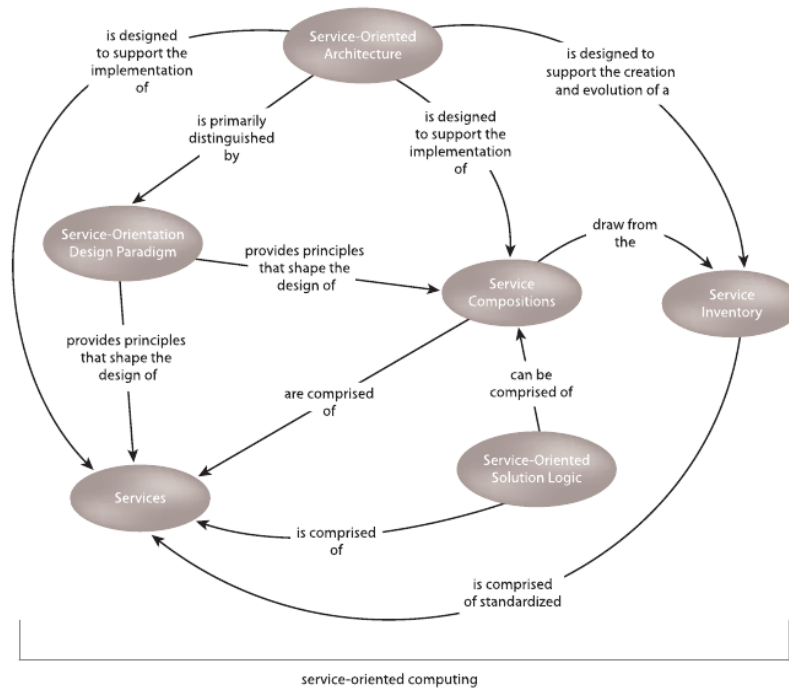 is designed
to support the
implementation
of
Service-Oriented
Architecture
is designed to
support the creation
and evolution of a
is primarily
distinguished
by
is designed
to support the
implementation
of
Service-Orientation
Design Paradigm
provides principles
that shape the
design of
draw from
the
Service
Compositions
Service
Inventory
provides principles
that shape the
design of
are comprised
of
can be
comprised of
Service-Oriented
Solution Logic
Services
is comprised
of
is comprised
of standardized
service-oriented computing